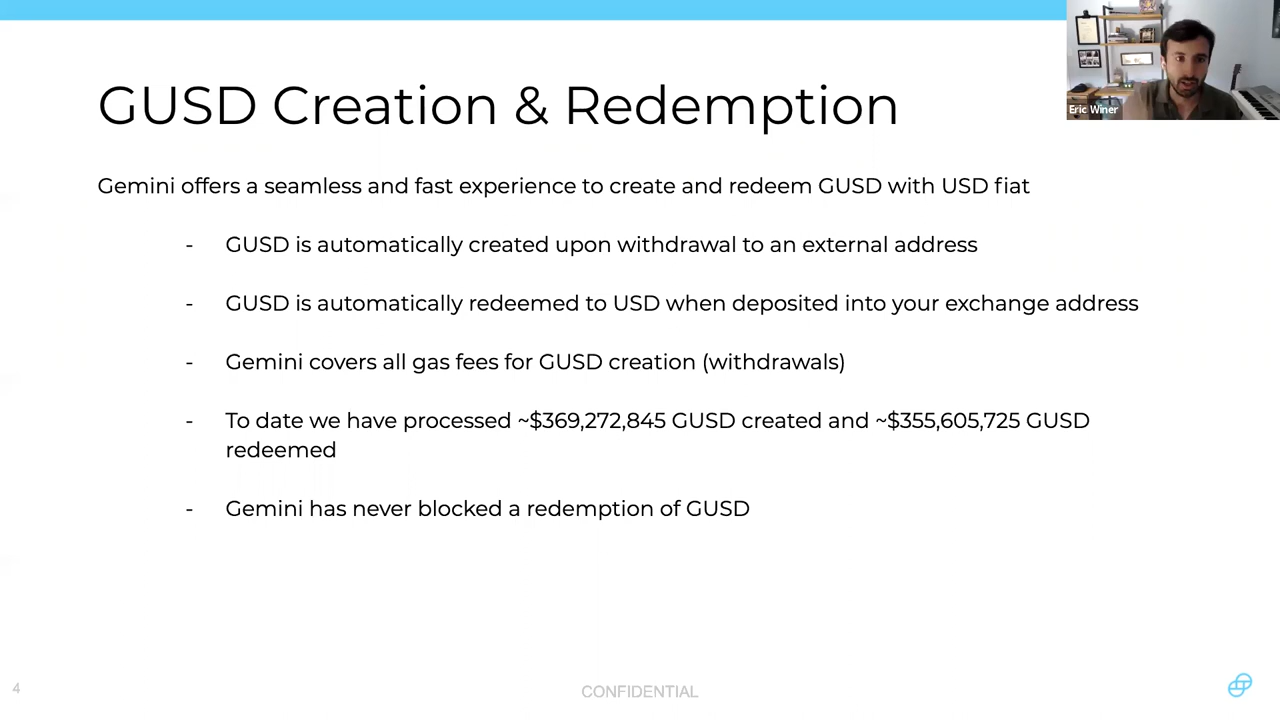 GUSD Creation & Redemption
Eric Winer
Gemini offers a seamless and fast experience to create and redeem GUSD with USD fiat
- GUSD is automatically created upon withdrawal to an external address
- GUSD is automatically redeemed to USD when deposited into your exchange address
- Gemini covers all gas fees for GUSD creation (withdrawals)
- To date we have processed ~$369,272,845 GUSD created and ~$355,605,725 GUSD
redeemed
- Gemini has never blocked a redemption of GUSD
4
CONFIDENTIAL